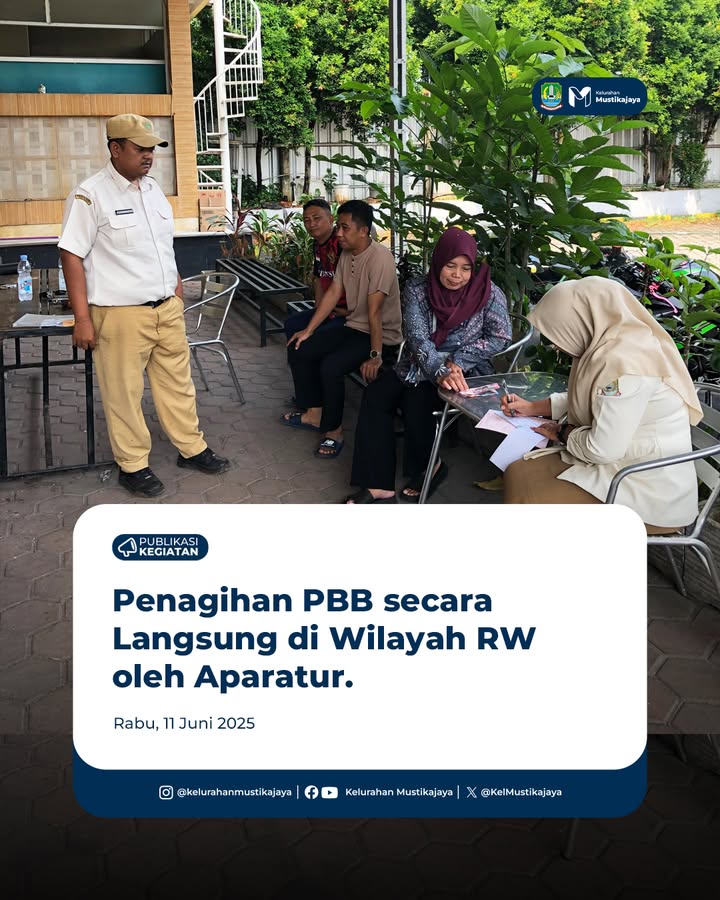 Kelurahan
Mustikajaya
PUBLIKASI
KEGIATAN
Penagihan PBB secara
Langsung di Wilayah RW
oleh Aparatur.
Rabu, 11 Juni 2025
@kelurahanmustikajaya | Kelurahan Mustikajaya | @KelMustikajaya